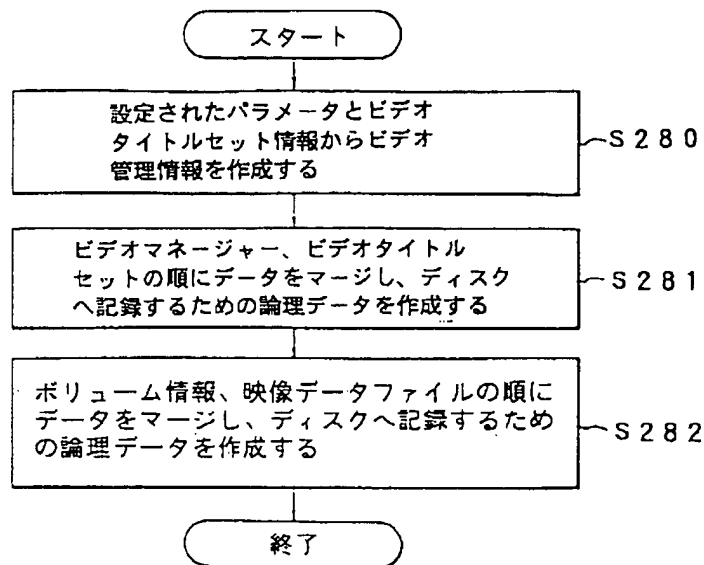 スタート
設定されたパラメータとビデオ
タイトルセット情報からビデオ
管理情報を作成する
S280
ビデオマネージャー、ビデオタイトル
セットの順にデータをマージし、ディスク
へ記録するための論理データを作成する
S281
ボリューム情報、映像データファイルの順に
データをマージし、ディスクへ記録するため
の論理データを作成する
S282
終了